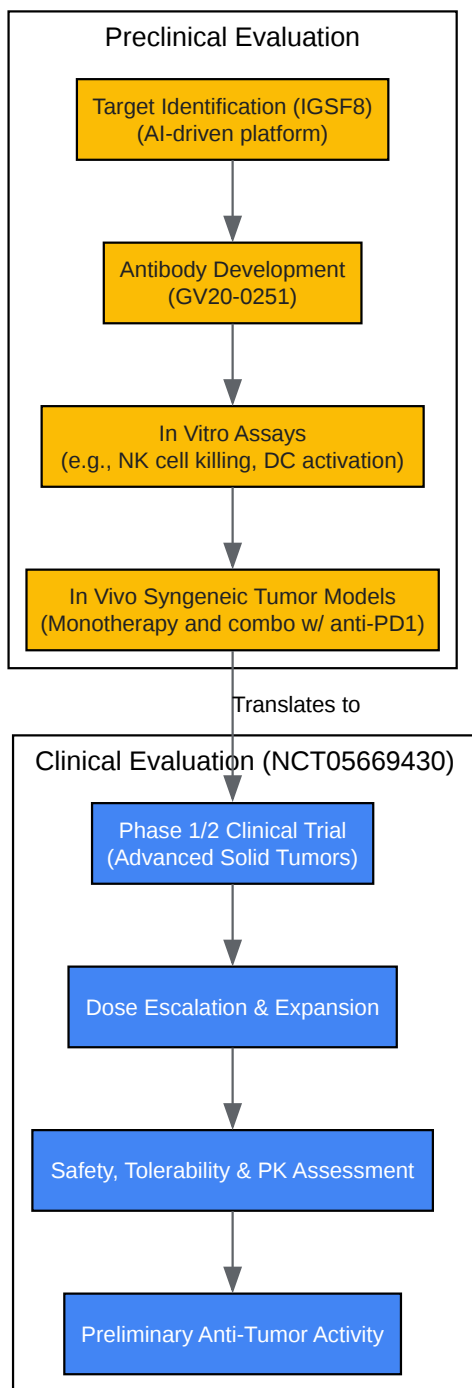 Preclinical Evaluation
Target Identification (IGSF8)
(AI-driven platform)
Antibody Development
(GV20-0251)
In Vitro Assays
(e.g., NK cell killing, DC activation)
In Vivo Syngeneic Tumor Models
(Monotherapy and combo w/ anti-PD1)
Translates to
Clinical Evaluation (NCT05669430)
Phase 1/2 Clinical Trial
(Advanced Solid Tumors)
Dose Escalation & Expansion
Safety, Tolerability & PK Assessment
Preliminary Anti-Tumor Activity